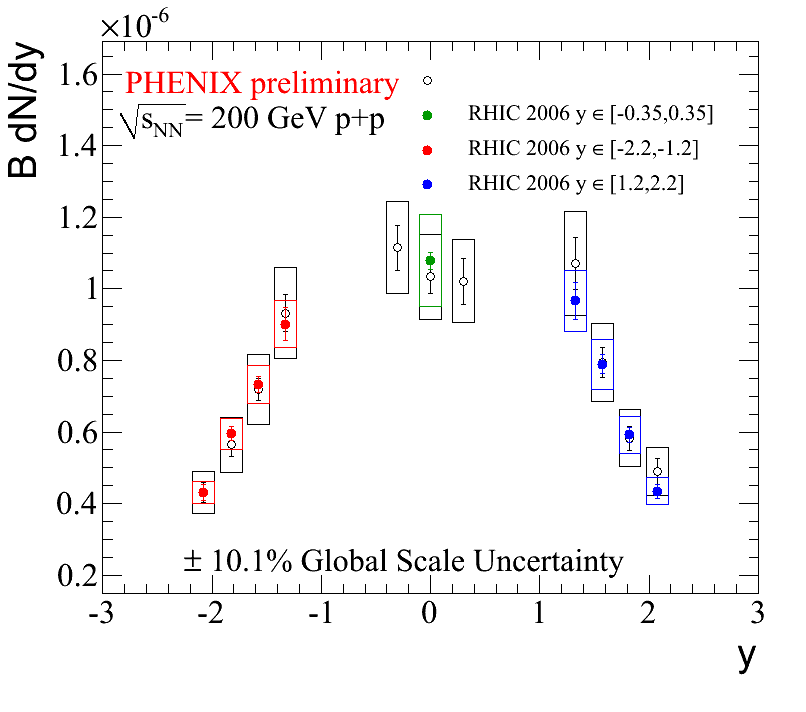 ×10-6
B dN/dy
PHENIX preliminary
√sNN = 200 GeV p+p
RHIC 2006 y ∈ [-0.35,0.35]
RHIC 2006 y ∈ [-2.2,-1.2]
RHIC 2006 y ∈ [1.2,2.2]
1.6
1.4
1.2
1
0.8
0.6
0.4
0.2
± 10.1% Global Scale Uncertainty
-3 -2 -1 0 1 2 3
y